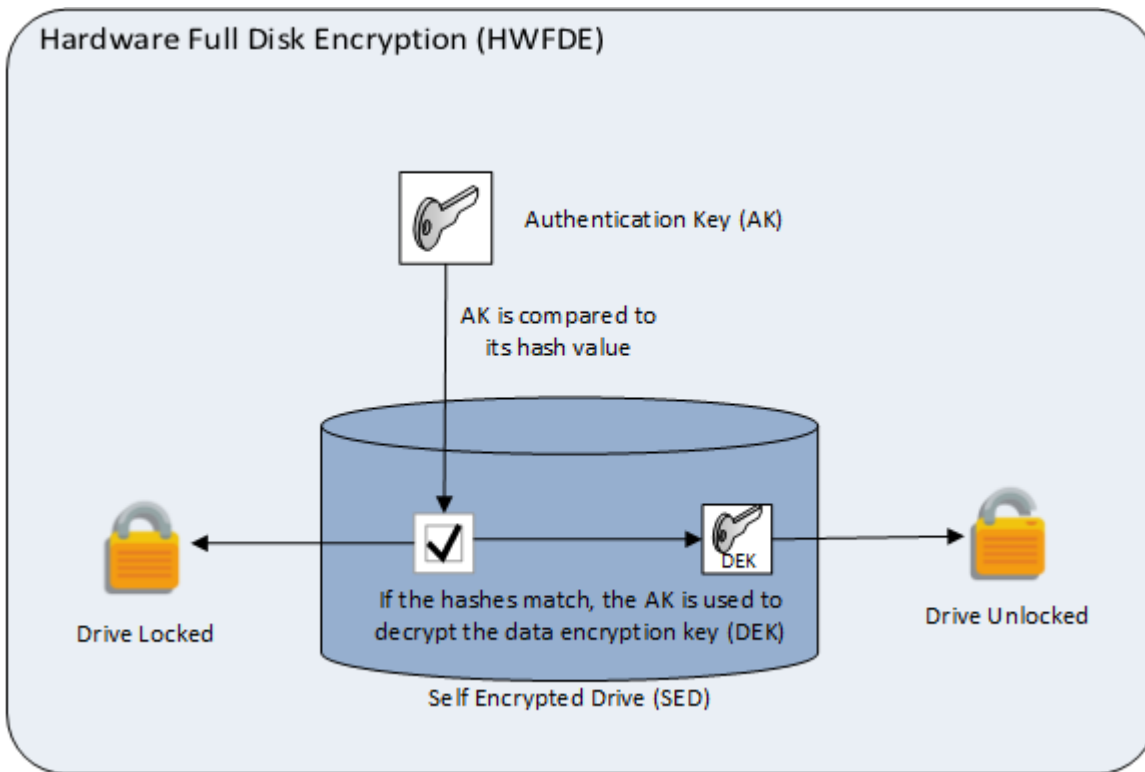 Hardware Full Disk Encryption (HWFDE)
Authentication Key (AK)
AK is compared to
its hash value
DEK
If the hashes match, the AK is used to
decrypt the data encryption key (DEK)
Drive Locked
Drive Unlocked
Self Encrypted Drive (SED)